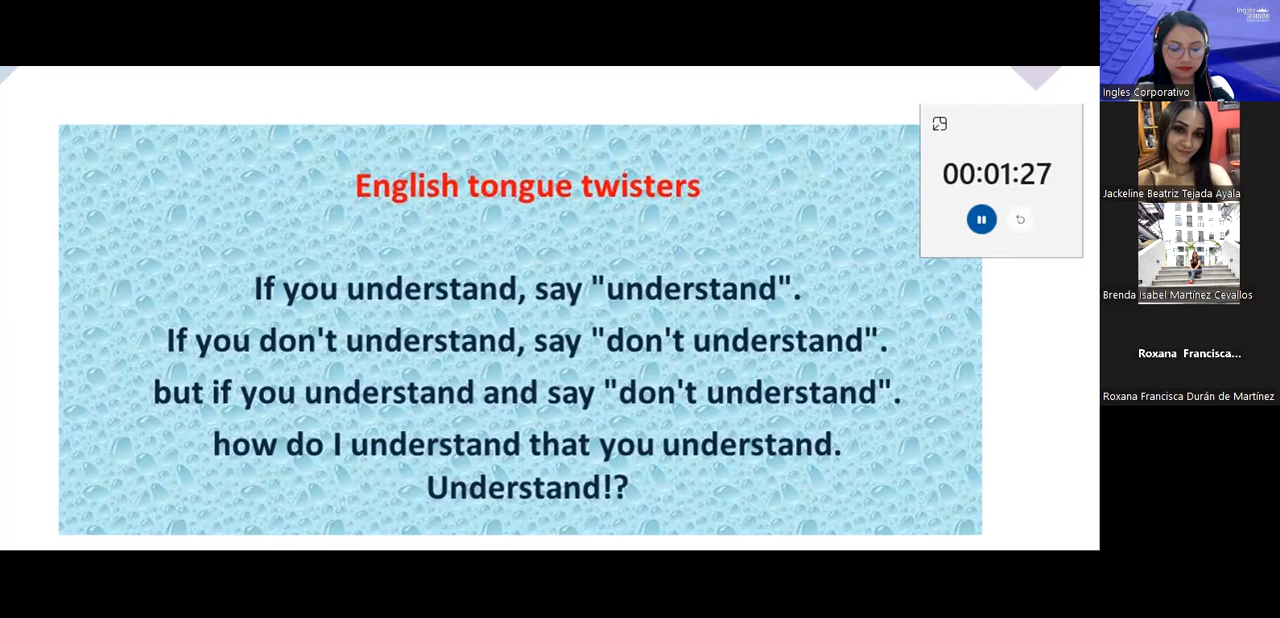 English tongue twisters
If you understand, say "understand".
If you don't understand, say "don't understand".
but if you understand and say "don't understand".
how do I understand that you understand.
Understand!?
00:01:27
Ingles
Ingles Corporativo
Jackeline Beatriz Tejada Ayala
Brenda Isabel Martínez Cevallos
Roxana Francisca...
Roxana Francisca Durán de Martínez